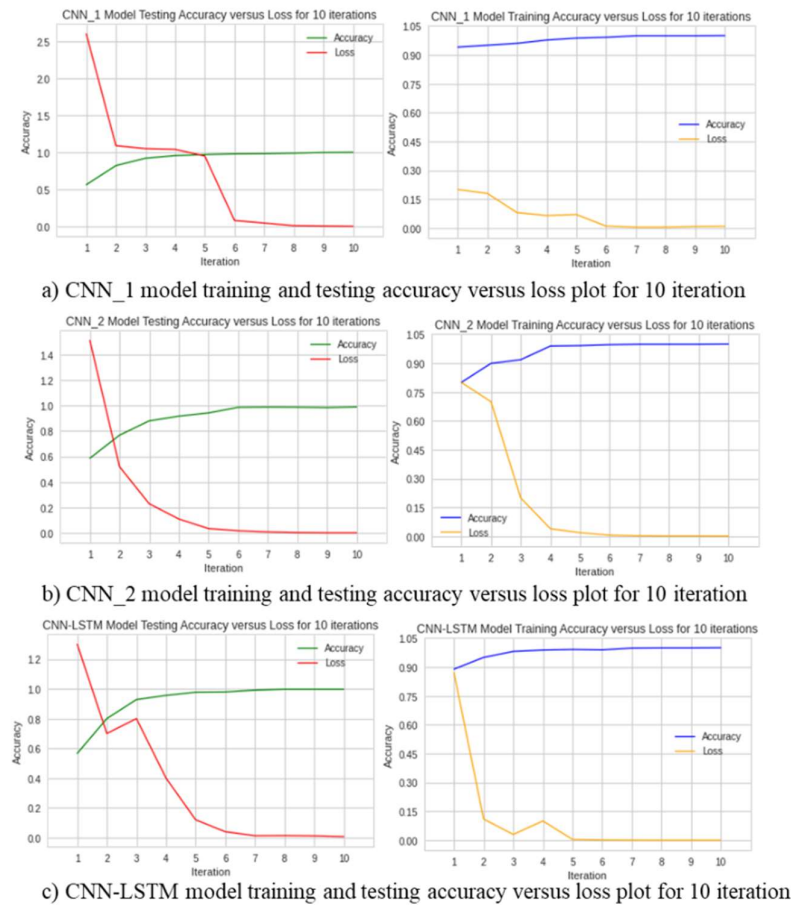 CNN_1 Model Testing Accuracy versus Loss for 10 iterations
2.5
2.0
1.5
1.0
0.5
0.0
Accuracy
Accuracy
Loss
1 2 3 4 5 6 7 8 9 10
Iteration
CNN_1 Model Training Accuracy versus Loss for 10 iterations
1.05
0.90
0.75
0.60
0.45
0.30
0.15
0.00
Accuracy
Accuracy
Loss
1 2 3 4 5 6 7 8 9 10
Iteration
a) CNN_1 model training and testing accuracy versus loss plot for 10 iteration
CNN_2 Model Testing Accuracy versus Loss for 10 iterations
1.4
1.2
1.0
0.8
0.6
0.4
0.2
0.0
Accuracy
Accuracy
Loss
1 2 3 4 5 6 7 8 9 10
Iteration
CNN_2 Model Training Accuracy versus Loss for 10 iterations
1.05
0.90
0.75
0.60
0.45
0.30
0.15
0.00
Accuracy
Accuracy
Loss
1 2 3 4 5 6 7 8 9 10
Iteration
b) CNN_2 model training and testing accuracy versus loss plot for 10 iteration
CNN-LSTM Model Testing Accuracy versus Loss for 10 iterations
1.2
1.0
0.8
0.6
0.4
0.2
0.0
Accuracy
Accuracy
Loss
1 2 3 4 5 6 7 8 9 10
Iteration
CNN-LSTM Model Training Accuracy versus Loss for 10 iterations
1.05
0.90
0.75
0.60
0.45
0.30
0.15
0.00
Accuracy
Accuracy
Loss
1 2 3 4 5 6 7 8 9 10
Iteration
c) CNN-LSTM model training and testing accuracy versus loss plot for 10 iteration